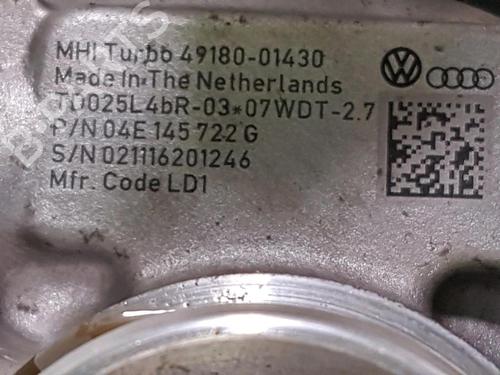 MHI Turbo 49180-01430
Made In The Netherlands
TD025L4bR-03*07WDT-2.7
P/N 04E 145 722 G
S/N 021116201246
Mfr. Code LD1